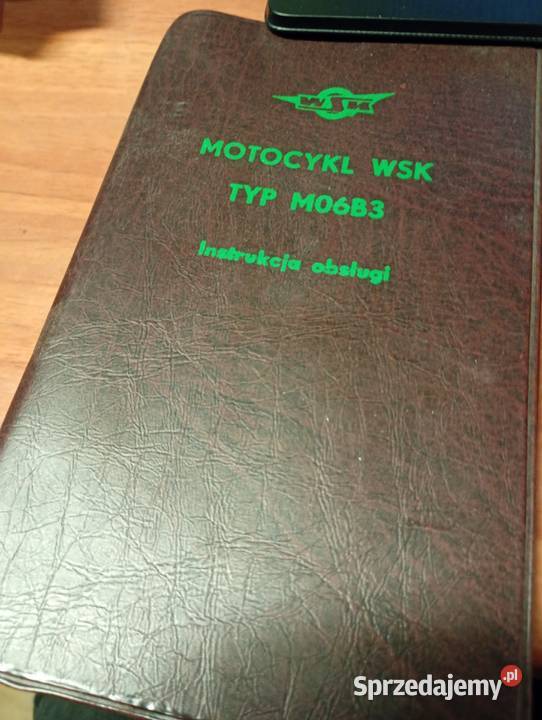 WSK
MOTOCYKL WSK
TYP M06B3
Instrukcja obsługi
Sprzedajemy.pl